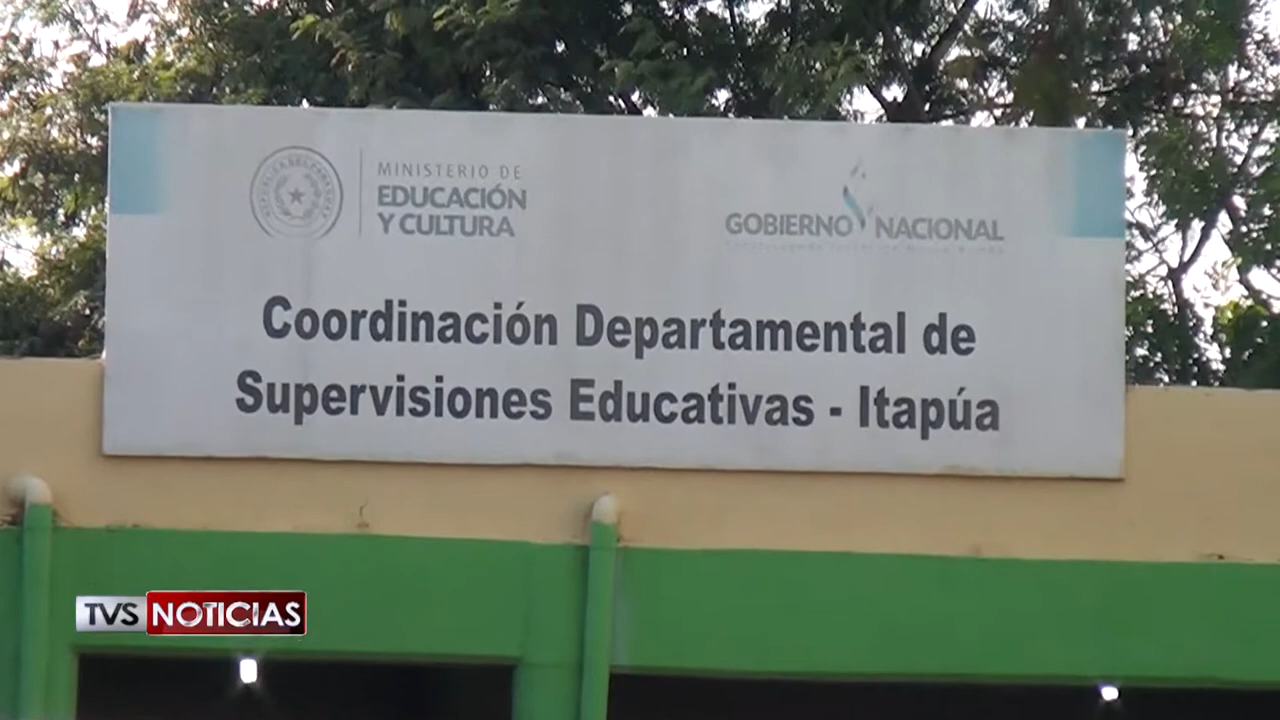 MINISTERIO DE
EDUCACIÓN
Y CULTURA
GOBIERNO NACIONAL
Coordinación Departamental de
Supervisiones Educativas - Itapúa
TVS NOTICIAS